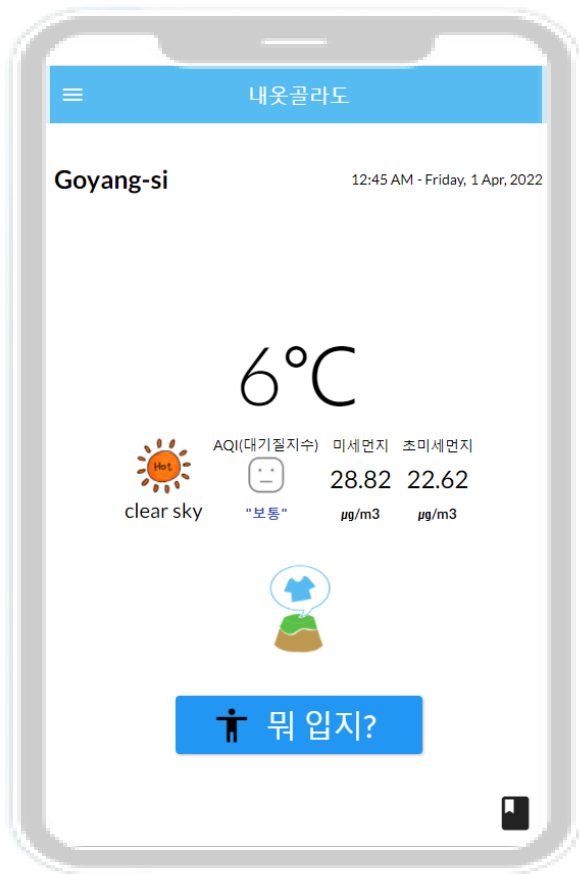 내옷골라도
Goyang-si
12:45 AM - Friday, 1 Apr, 2022
6°C
Hot
clear sky
AQI(대기질지수)
"보통"
미세먼지
28.82
㎍/m3
초미세먼지
22.62
㎍/m3
뭐 입지?